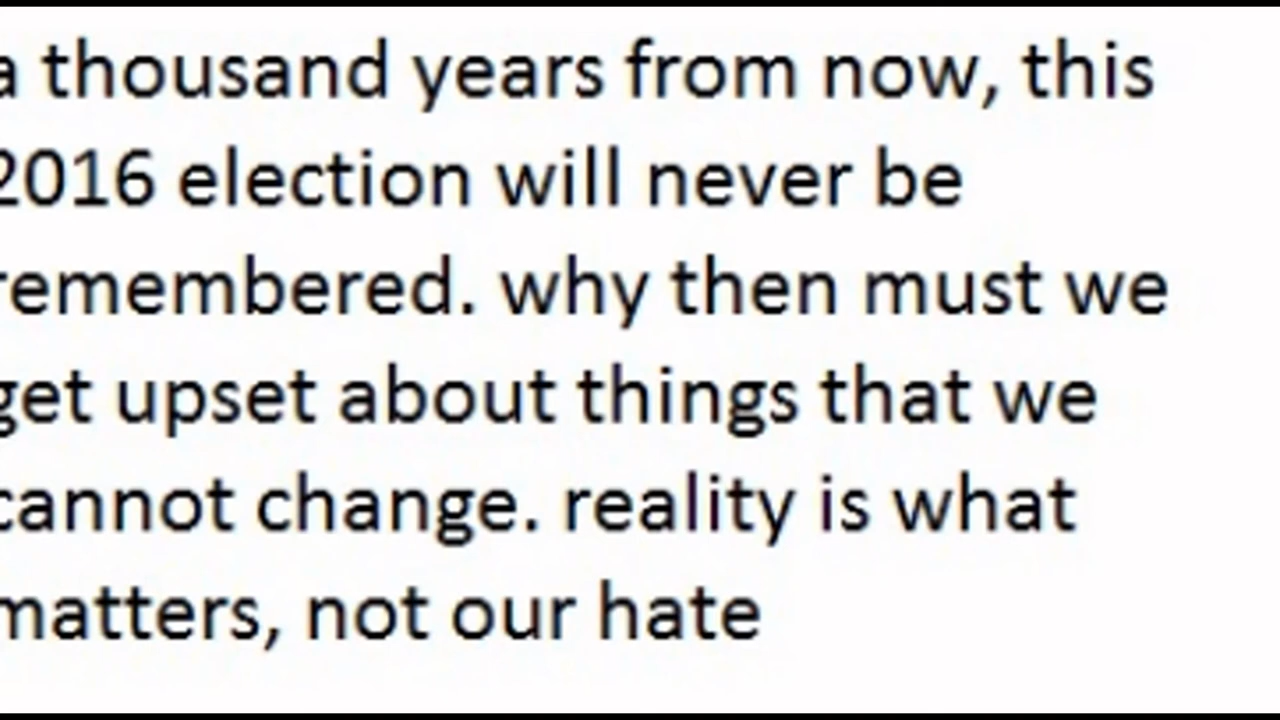 a thousand years from now, this
2016 election will never be
remembered. why then must we
get upset about things that we
cannot change. reality is what
matters, not our hate